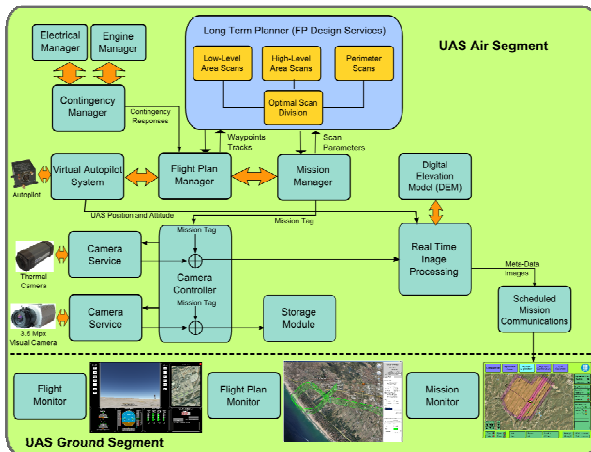 Electrical
Manager
Engine
Manager
Long Term Planner (FP Design Services)
UAS Air Segment
Low-Level
Area Scans
High-Level
Area Scans
Perimeter
Scans
Contingency
Manager
Optimal Scan
Division
Contingency
Responses
Waypoints
Tracks
Scan
Parameters
Autopilot
Virtual Autopilot
System
Flight Plan
Manager
Mission
Manager
Digital
Elevation
Model (DEM)
UAS Position and Attitude
Mission Tag
Mission Tag
Thermal
Camera
Camera
Service
Camera
Controller
Real Time
Image
Processing
Meta-Data
Images
Mission Tag
3.5 Mpx
Visual Camera
Camera
Service
Storage
Module
Scheduled
Mission
Communications
Flight
Monitor
Flight Plan
Monitor
Mission
Monitor
UAS Ground Segment